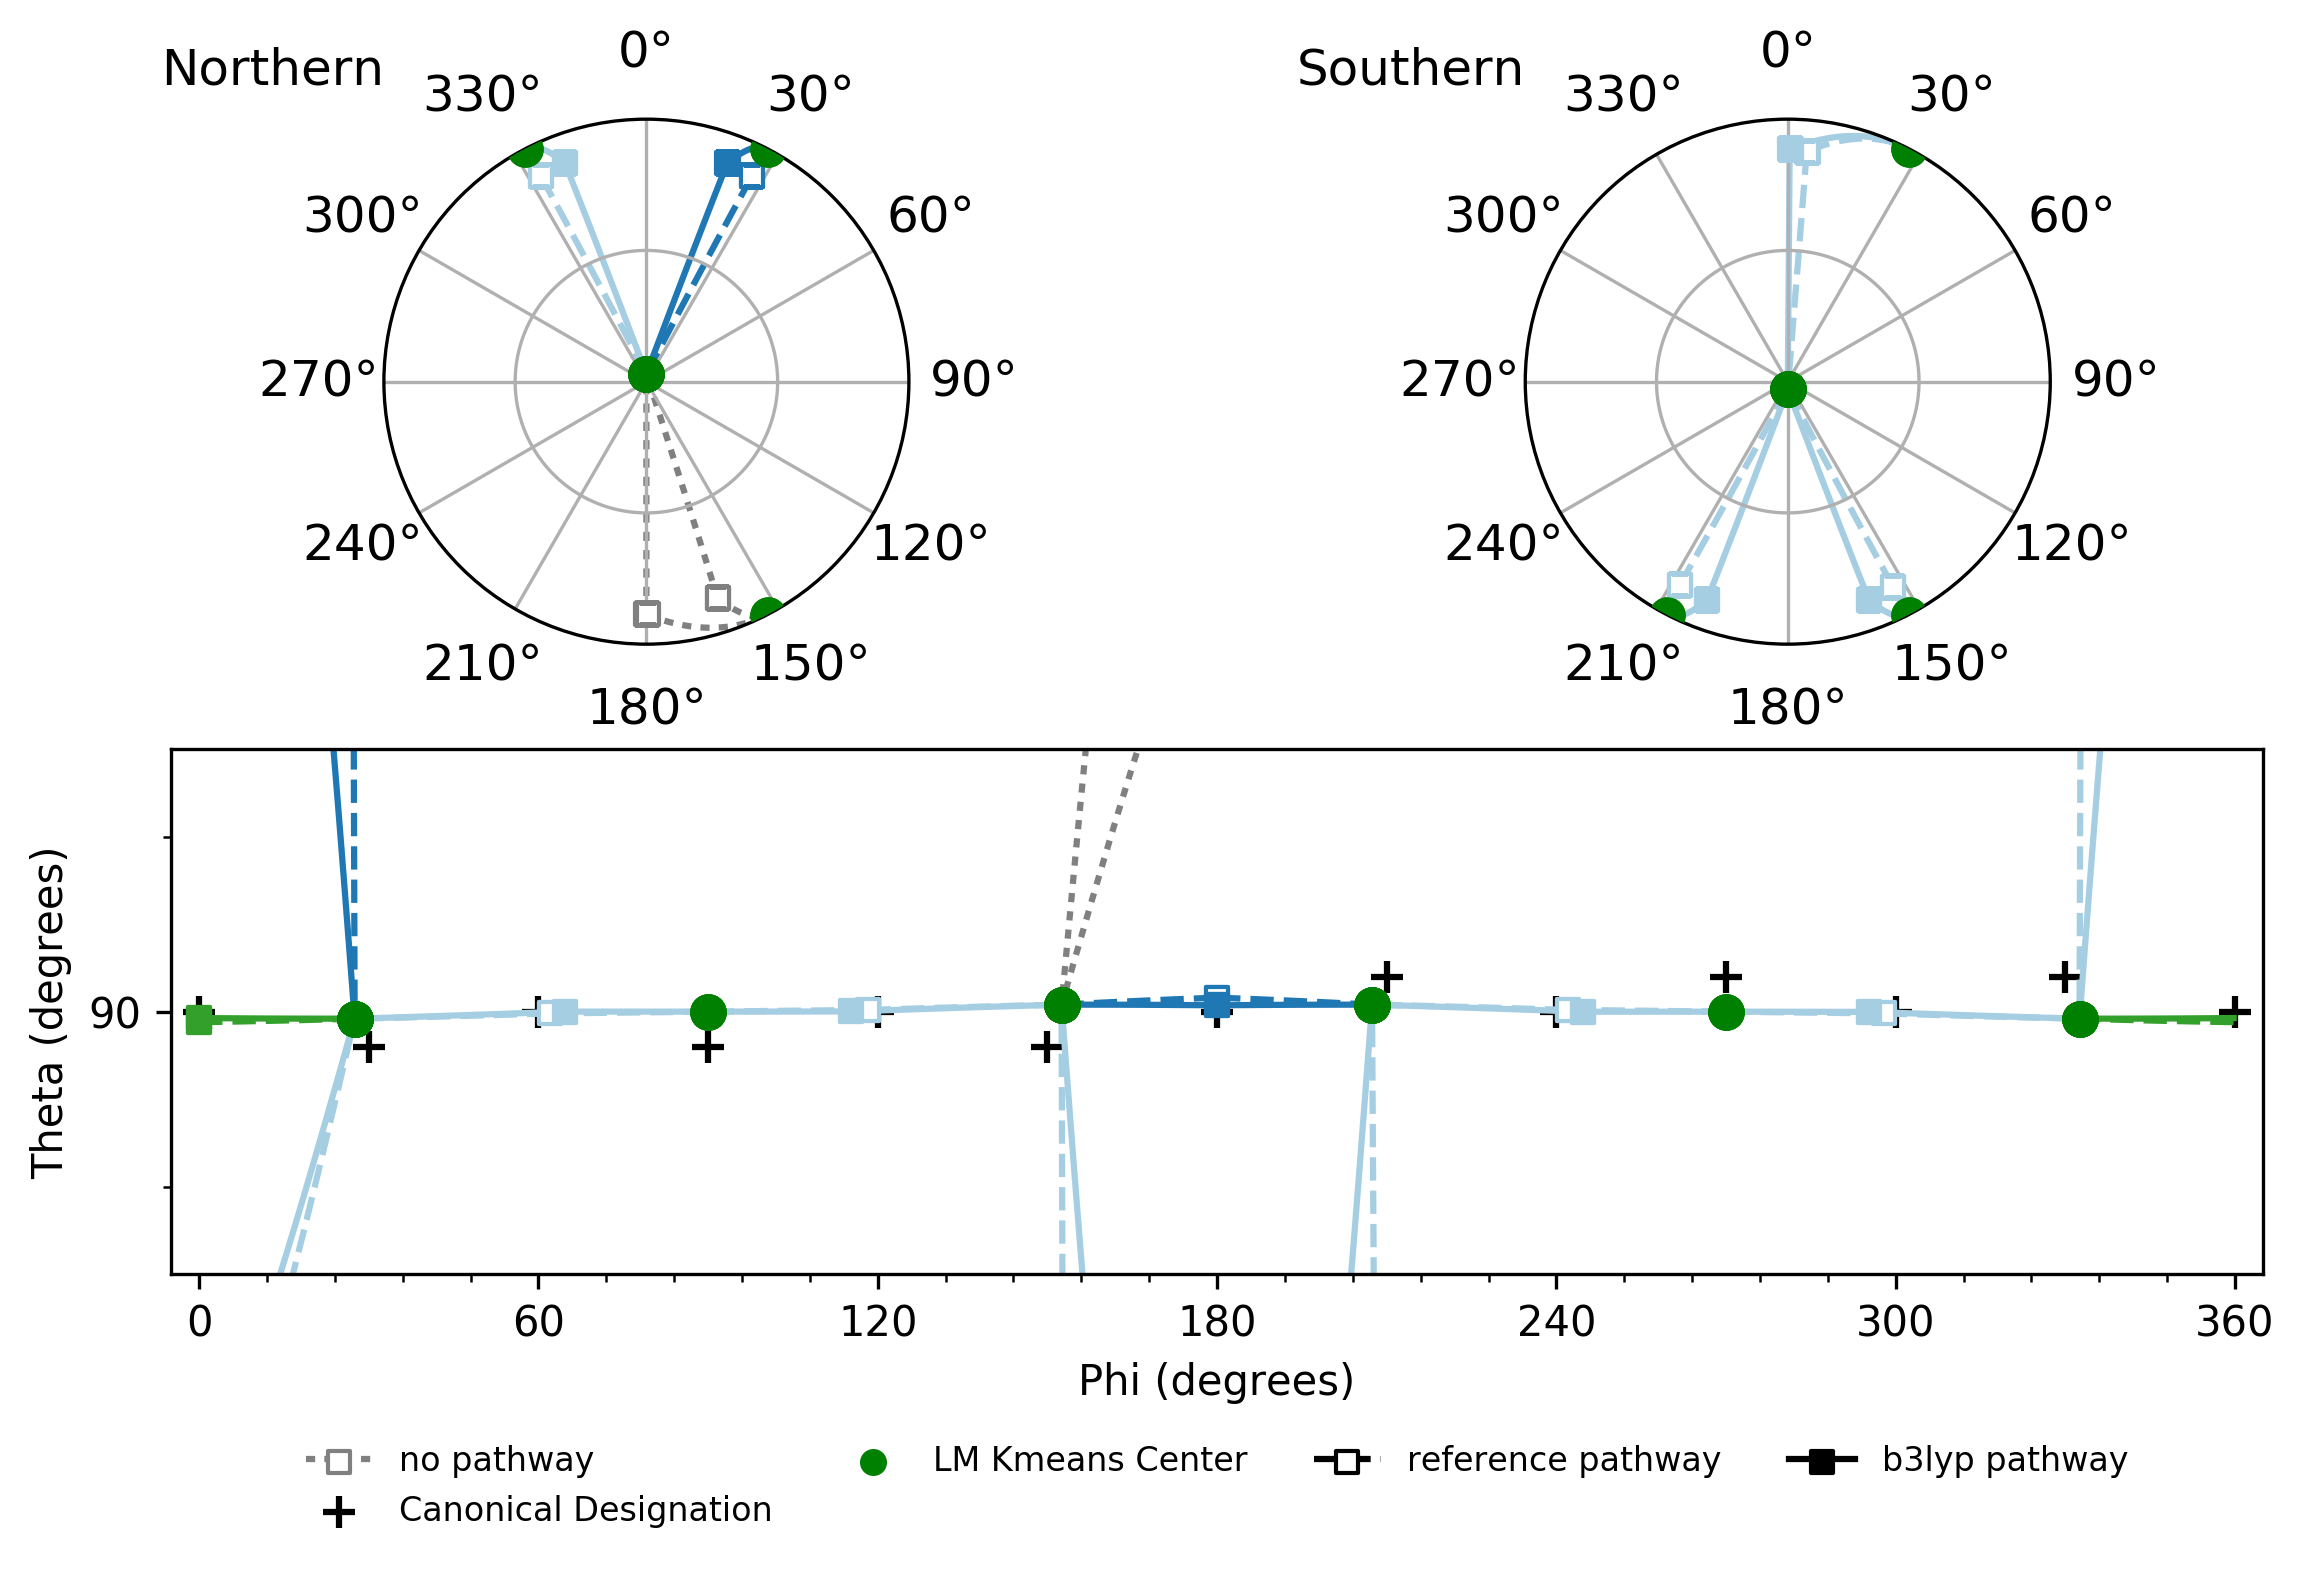 Northern
0°
30°
60°
90°
120°
150°
180°
210°
240°
270°
300°
330°
Southern
0°
30°
60°
90°
120°
150°
180°
210°
240°
270°
300°
330°
Theta (degrees)
90
0 60 120 180 240 300 360
Phi (degrees)
no pathway
Canonical Designation
LM Kmeans Center
reference pathway
b3lyp pathway